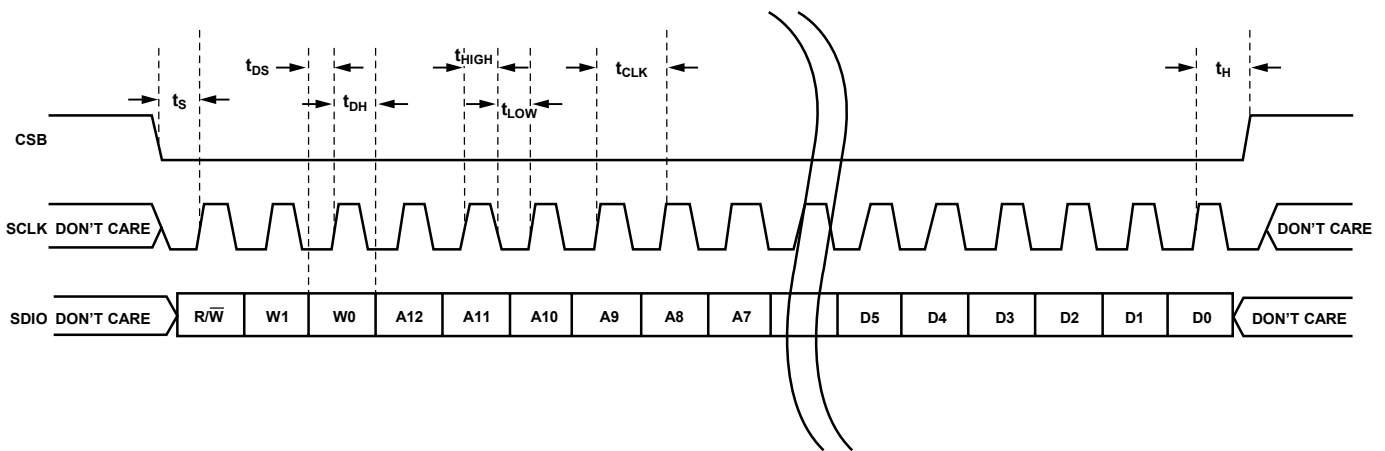 tDS
tHIGH
tCLK
tH
tS
tDH
tLOW
CSB
SCLK DON'T CARE
DON'T CARE
SDIO DON'T CARE
R/W̅
W1
W0
A12
A11
A10
A9
A8
A7
D5
D4
D3
D2
D1
D0
DON'T CARE